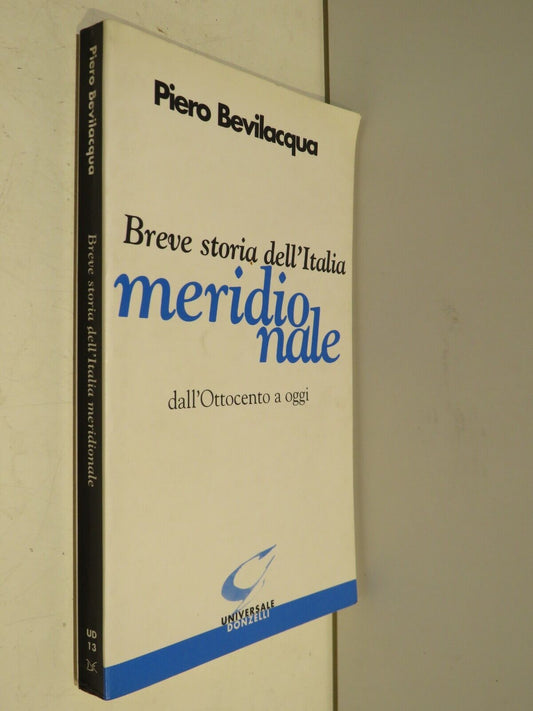 Piero Bevilacqua
Breve storia dell'Italia
meridio
nale
dall'Ottocento a oggi
UNIVERSALE
DONZELLI
Piero Bevilacqua
Breve storia dell'Italia meridionale
UD
13